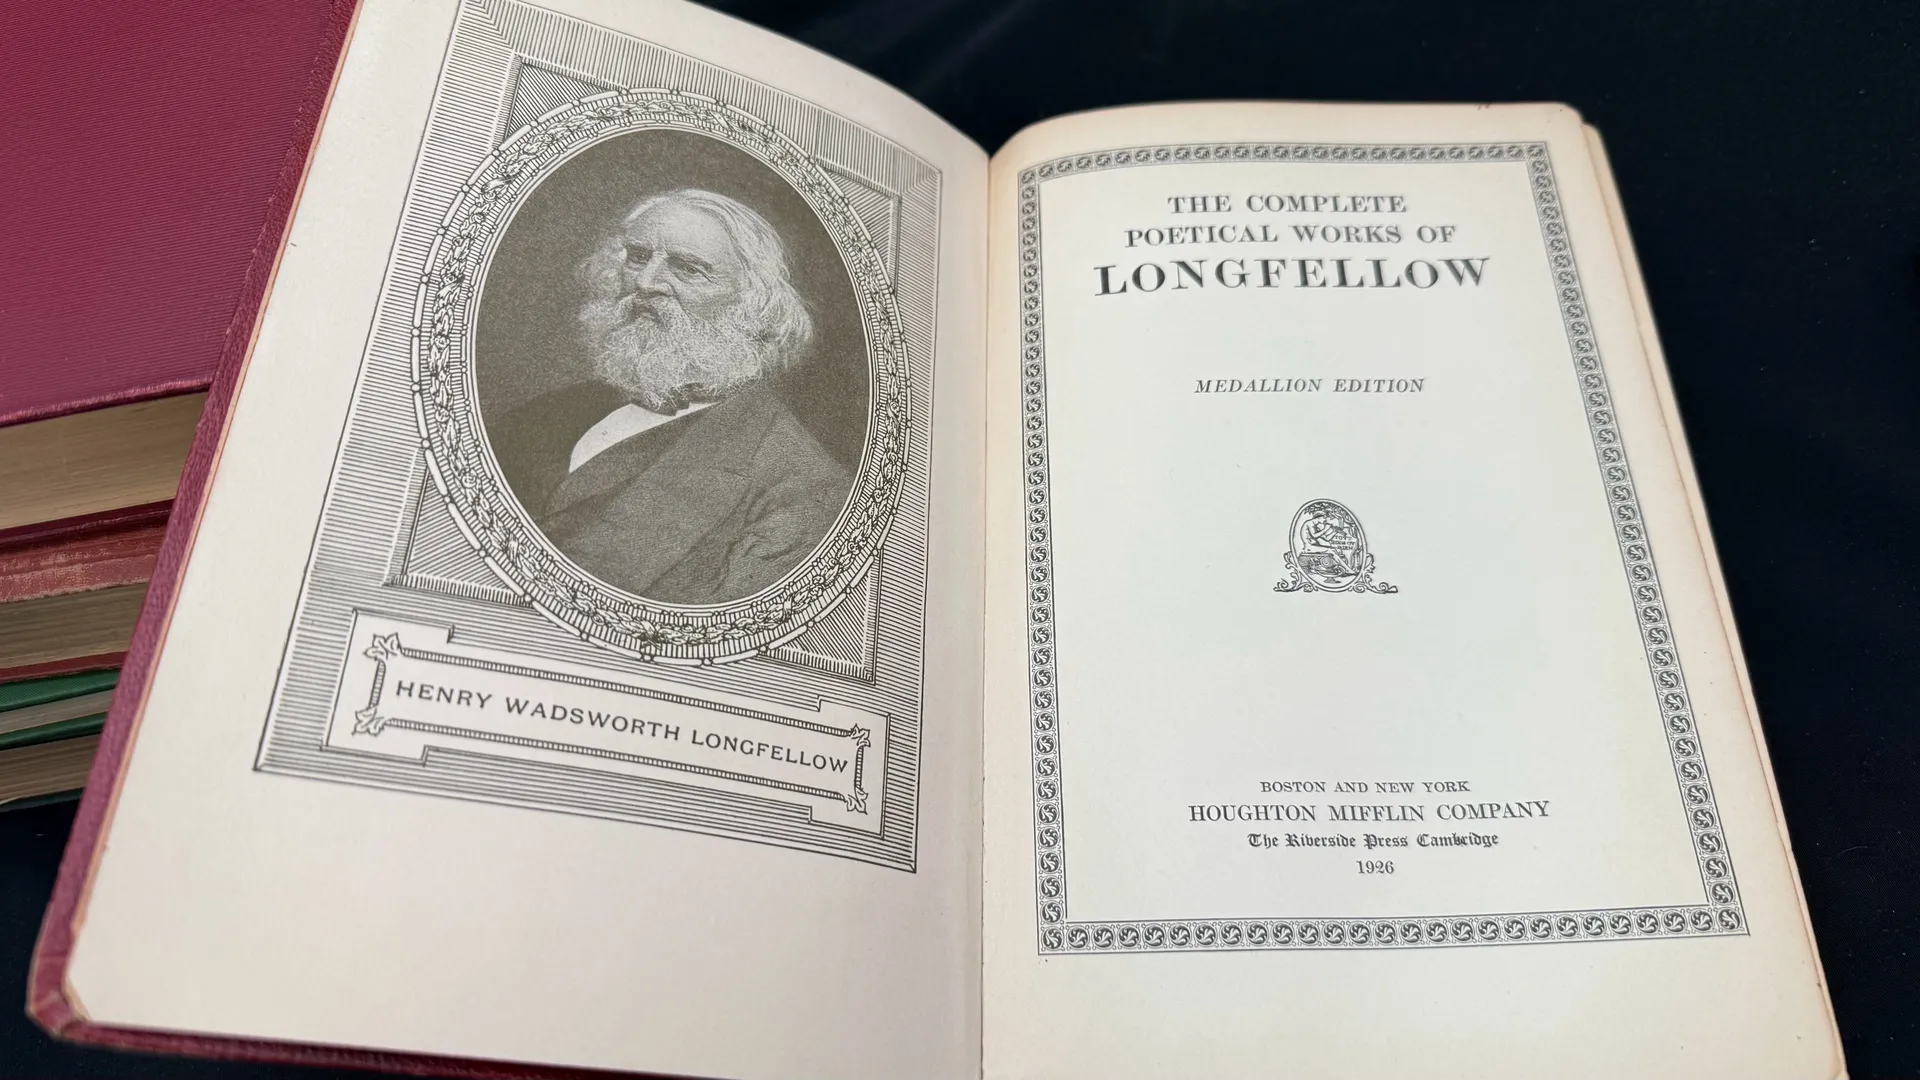 HENRY WADSWORTH LONGFELLOW
THE COMPLETE
POETICAL WORKS OF
LONGFELLOW
MEDALLION EDITION
BOSTON AND NEW YORK
HOUGHTON MIFFLIN COMPANY
The Riverside Press Cambridge
1926